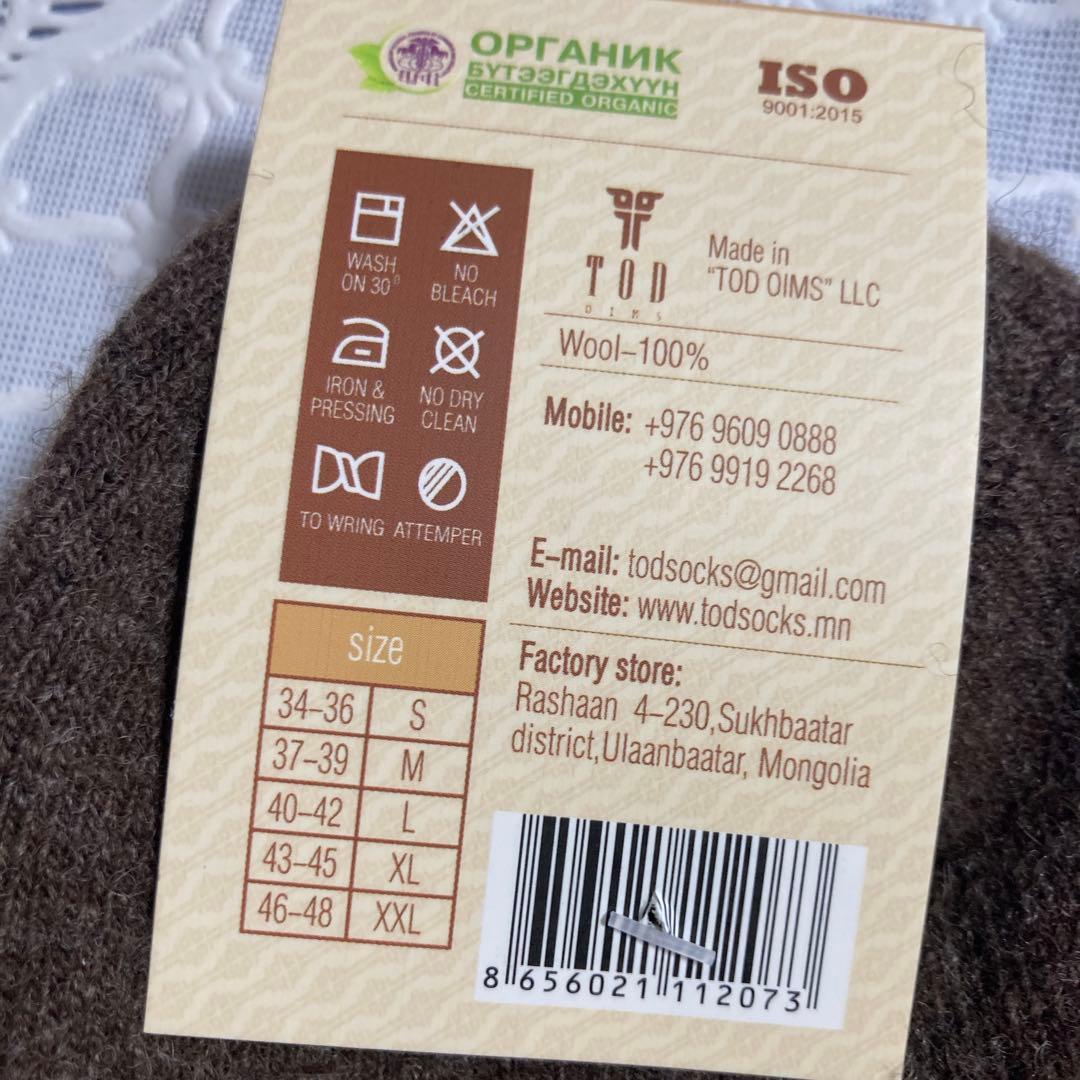 ОРГАНИК
БҮТЭЭГДЭХҮҮН
CERTIFIED ORGANIC
ISO
9001:2015
WASH
ON 30°
NO
BLEACH
IRON &
PRESSING
NO DRY
CLEAN
TO WRING
ATTEMPER
TOD
OIMS
Made in
"TOD OIMS" LLC
Wool-100%
Mobile: +976 9609 0888
+976 9919 2268
E-mail: todsocks@gmail.com
Website: www.todsocks.mn
Factory store:
Rashaan 4-230,Sukhbaatar
district,Ulaanbaatar, Mongolia
size
34-36 S
37-39 M
40-42 L
43-45 XL
46-48 XXL
8 656021 112073